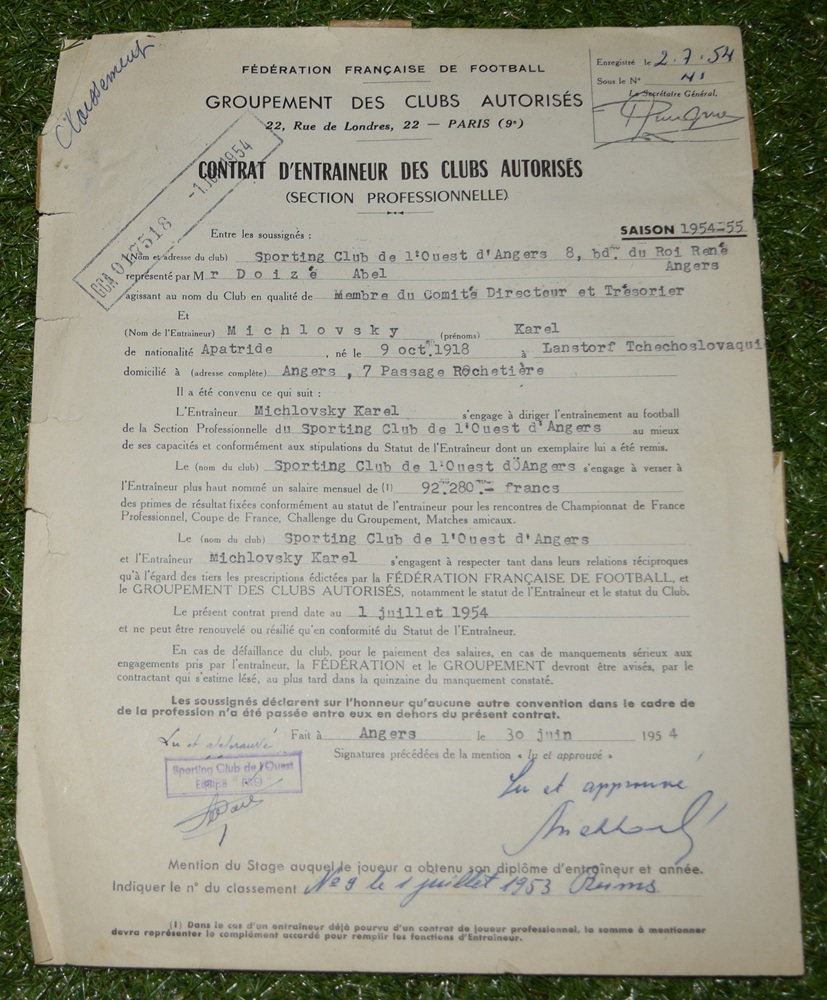 Classement
FÉDÉRATION FRANÇAISE DE FOOTBALL
GROUPEMENT DES CLUBS AUTORISÉS
22, Rue de Londres, 22 — PARIS (9e)
Enregistré le 2.7.54
Sous le N° 41
Le Secrétaire Général,
CONTRAT D'ENTRAINEUR DES CLUBS AUTORISÉS
(SECTION PROFESSIONNELLE)
GCA 017518
1954
SAISON 1954-55
Entre les soussignés :
(Nom et adresse du club) Sporting Club de l'Ouest d'Angers 8, bd. du Roi René
Angers
représenté par Mr Doizé Abel
agissant au nom du Club en qualité de Membre du Comité Directeur et Trésorier
Et
(Nom de l'Entraîneur) Michlovsky (prénoms) Karel
de nationalité Apatride, né le 9 oct. 1918 à Lanstorf Tchechoslovaqui
domicilié à (adresse complète) Angers, 7 Passage Rochetière
Il a été convenu ce qui suit :
L'Entraîneur Michlovsky Karel s'engage à diriger l'entraînement au football
de la Section Professionnelle du Sporting Club de l'Ouest d'Angers au mieux
de ses capacités et conformément aux stipulations du Statut de l'Entraîneur dont un exemplaire lui a été remis.
Le (nom du club) Sporting Club de l'Ouest d'Angers s'engage à verser à
l'Entraîneur plus haut nommé un salaire mensuel de (1) 92.280.- francs
des primes de résultat fixées conformément au statut de l'entraineur pour les rencontres de Championnat de France
Professionnel, Coupe de France, Challenge du Groupement, Matches amicaux.
Le (nom du club) Sporting Club de l'Ouest d'Angers
et l'Entraîneur Michlovsky Karel s'engagent à respecter tant dans leurs relations réciproques
qu'à l'égard des tiers les prescriptions édictées par la FÉDÉRATION FRANÇAISE DE FOOTBALL, et
le GROUPEMENT DES CLUBS AUTORISÉS, notamment le statut de l'Entraîneur et le statut du Club.
Le présent contrat prend date au 1 juillet 1954
et ne peut être renouvelé ou résilié qu'en conformité du Statut de l'Entraîneur.
En cas de défaillance du club, pour le paiement des salaires, en cas de manquements sérieux aux
engagements pris par l'entraîneur, la FÉDÉRATION et le GROUPEMENT devront être avisés, par le
contractant qui s'estime lésé, au plus tard dans la quinzaine du manquement constaté.
Les soussignés déclarent sur l'honneur qu'aucune autre convention dans le cadre de
de la profession n'a été passée entre eux en dehors du présent contrat.
Fait à Angers le 30 juin 1954
Signatures précédées de la mention « lu et approuvé »
Lu et approuvé
Sporting Club de l'Ouest
Lu et approuvé
Mention du Stage auquel le joueur a obtenu son diplôme d'entraîneur et année.
Indiquer le n° du classement No 9 le 1 juillet 1953 Reims
(1) Dans le cas d'un entraîneur déjà pourvu d'un contrat de joueur professionnel, la somme à mentionner
devra représenter le complément accordé pour remplir les fonctions d'Entraîneur.